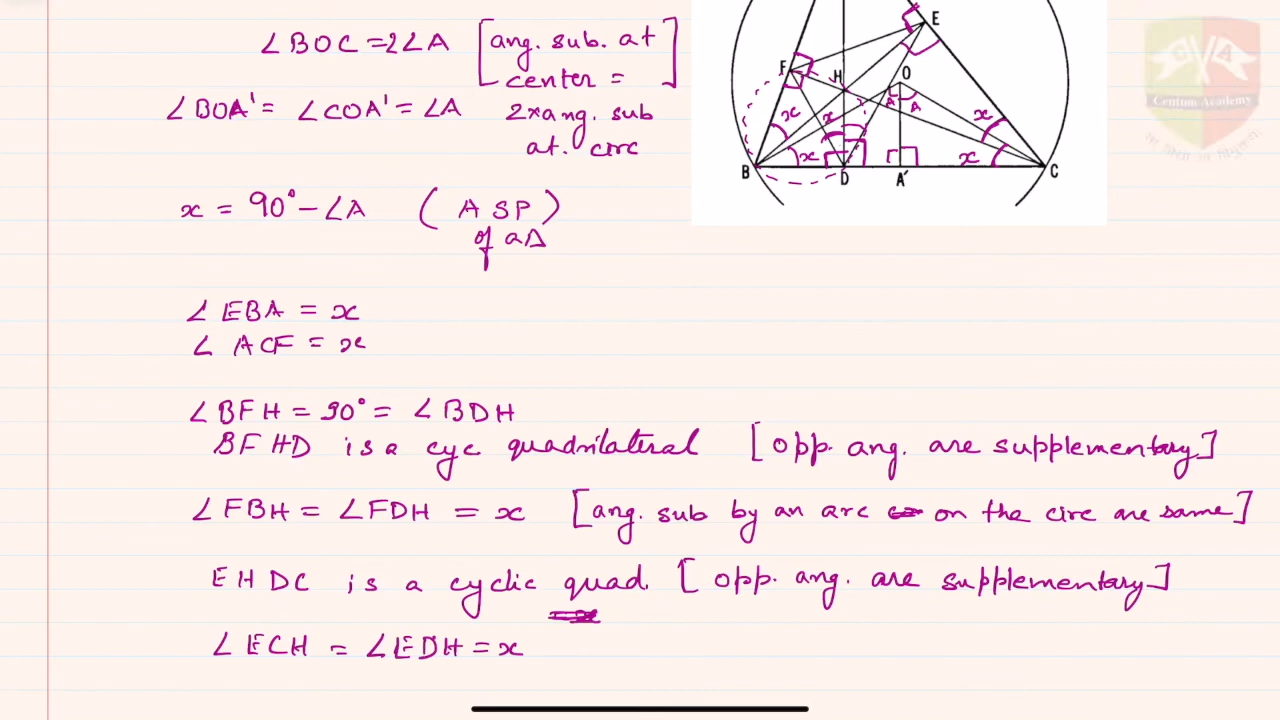 ∠BOC = 2∠A [ang. sub. at
center =
∠BOA' = ∠COA' = ∠A 2×ang. sub
at. circ
x = 90° - ∠A ( ASP )
of a Δ
∠EBA = x
∠ACF = x
∠BFH = 90° = ∠BDH
BFHD is a cyc quadrilateral [opp. ang. are supplementary]
∠FBH = ∠FDH = x [ang. sub by an arc on the circ are same]
EHDC is a cyclic quad. [opp. ang. are supplementary]
∠ECH = ∠EDH = x
E
F
H
O
A A
x x x
x x
B D A' C
Centum Academy